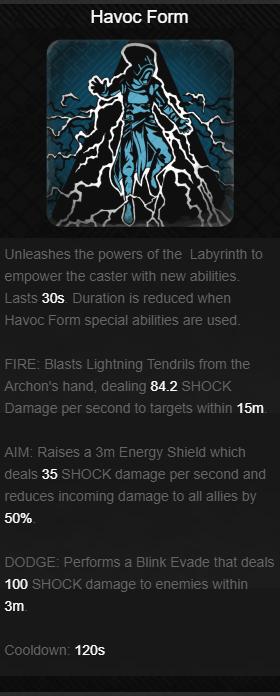 Havoc Form
Unleashes the powers of the Labyrinth to
empower the caster with new abilities.
Lasts 30s. Duration is reduced when
Havoc Form special abilities are used.
FIRE: Blasts Lightning Tendrils from the
Archon's hand, dealing 84.2 SHOCK
Damage per second to targets within 15m.
AIM: Raises a 3m Energy Shield which
deals 35 SHOCK damage per second and
reduces incoming damage to all allies by
50%.
DODGE: Performs a Blink Evade that deals
100 SHOCK damage to enemies within
3m.
Cooldown: 120s